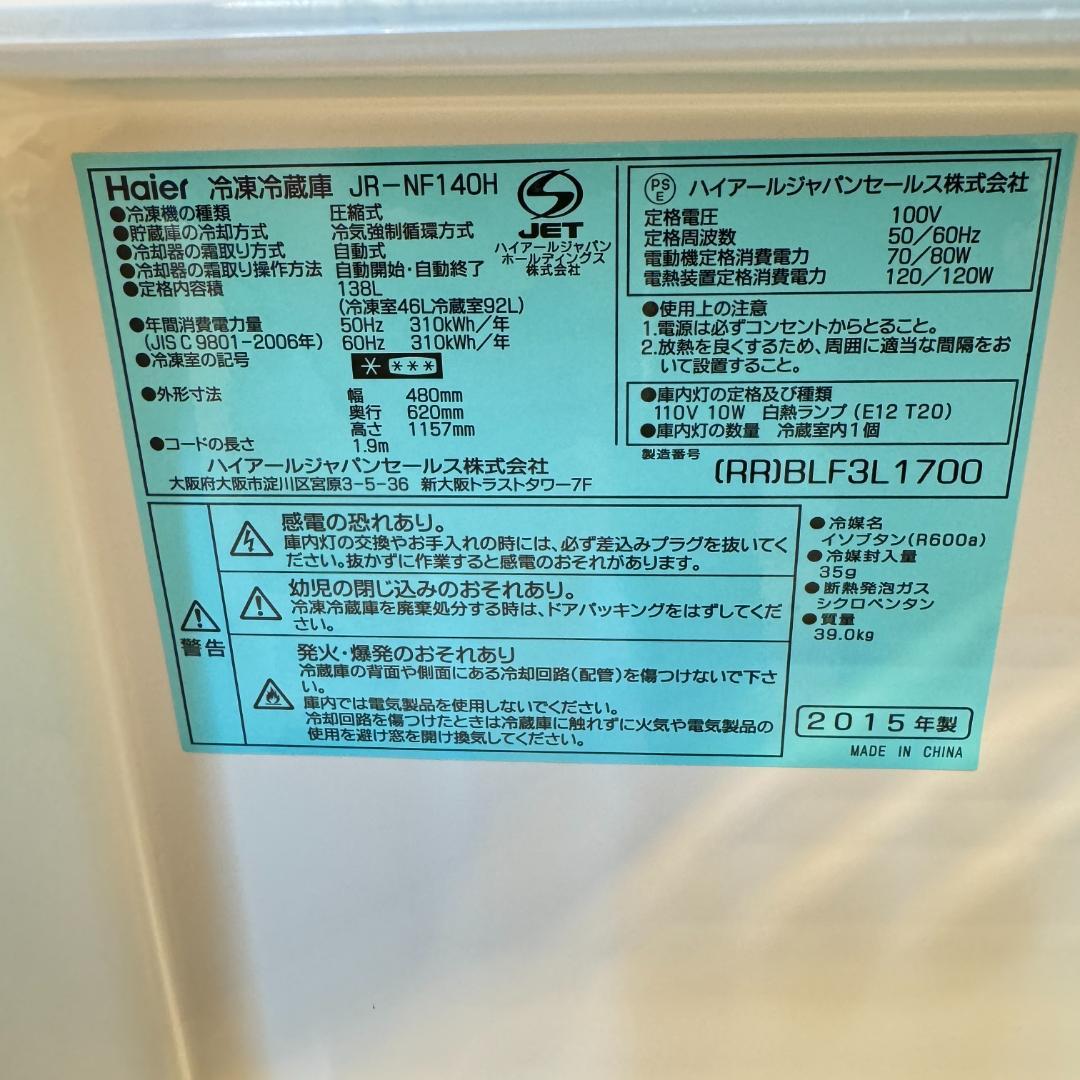 Haier 冷凍冷蔵庫 JR-NF140H
●冷凍機の種類 圧縮式
●貯蔵庫の冷却方式 冷気強制循環方式
●冷却器の霜取り方式 自動式
●冷却器の霜取り操作方法 自動開始・自動終了
●定格内容積 138L
(冷凍室46L冷蔵室92L)
●年間消費電力量 50Hz 310kWh/年
(JIS C 9801-2006年) 60Hz 310kWh/年
●冷凍室の記号 * ***
●外形寸法 幅 480mm
奥行 620mm
高さ 1157mm
●コードの長さ 1.9m
ハイアールジャパンセールス株式会社
大阪府大阪市淀川区宮原3-5-36 新大阪トラストタワー7F
S
JET
ハイアールジャパン
ホールディングス
株式会社
PSE ハイアールジャパンセールス株式会社
定格電圧 100V
定格周波数 50/60Hz
電動機定格消費電力 70/80W
電熱装置定格消費電力 120/120W
●使用上の注意
1.電源は必ずコンセントからとること。
2.放熱を良くするため、周囲に適当な間隔をお
いて設置すること。
●庫内灯の定格及び種類
110V 10W 白熱ランプ(E12 T20)
●庫内灯の数量 冷蔵室内1個
製造番号 (RR)BLF3L1700
警告
感電の恐れあり。
庫内灯の交換やお手入れの時には、必ず差込みプラグを抜いてく
ださい。抜かずに作業すると感電のおそれがあります。
幼児の閉じ込みのおそれあり。
冷凍冷蔵庫を廃棄処分する時は、ドアパッキングをはずしてくだ
さい。
発火・爆発のおそれあり
冷蔵庫の背面や側面にある冷却回路(配管)を傷つけないで下さ
い。
庫内では電気製品を使用しないでください。
冷却回路を傷つけたときは冷蔵庫に触れずに火気や電気製品の
使用を避け窓を開け換気してください。
●冷媒名
イソブタン(R600a)
●冷媒封入量
35g
●断熱発泡ガス
シクロペンタン
●質量
39.0kg
2015年製
MADE IN CHINA